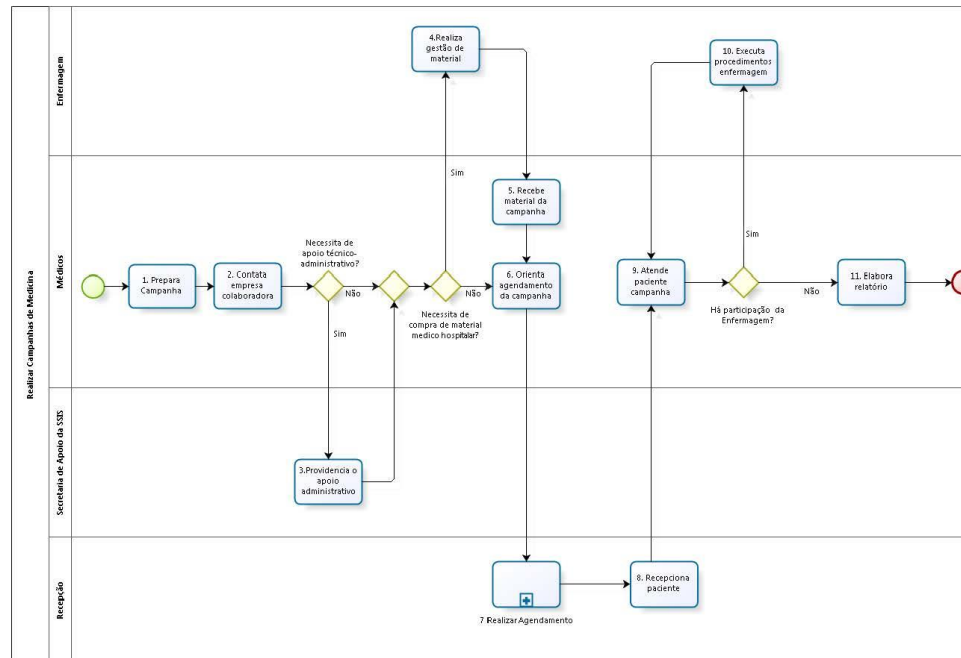 Realizar Campanhas de Medicina
Enfermagem
4.Realiza
gestão de
material
10. Executa
procedimentos
enfermagem
Médicos
Sim
Sim
5. Recebe
material da
campanha
Necessita de
apoio técnico-
administrativo?
1. Prepara
Campanha
2. Contata
empresa
colaboradora
Não
Não
6. Orienta
agendamento
da campanha
9. Atende
paciente
campanha
Não
11. Elabora
relatório
Necessita de
compra de material
medico hospitalar?
Há participação da
Enfermagem?
Sim
Secretaria de Apoio da SSIS
3.Providencia o
apoio
administrativo
Recepção
8. Recepciona
paciente
7 Realizar Agendamento